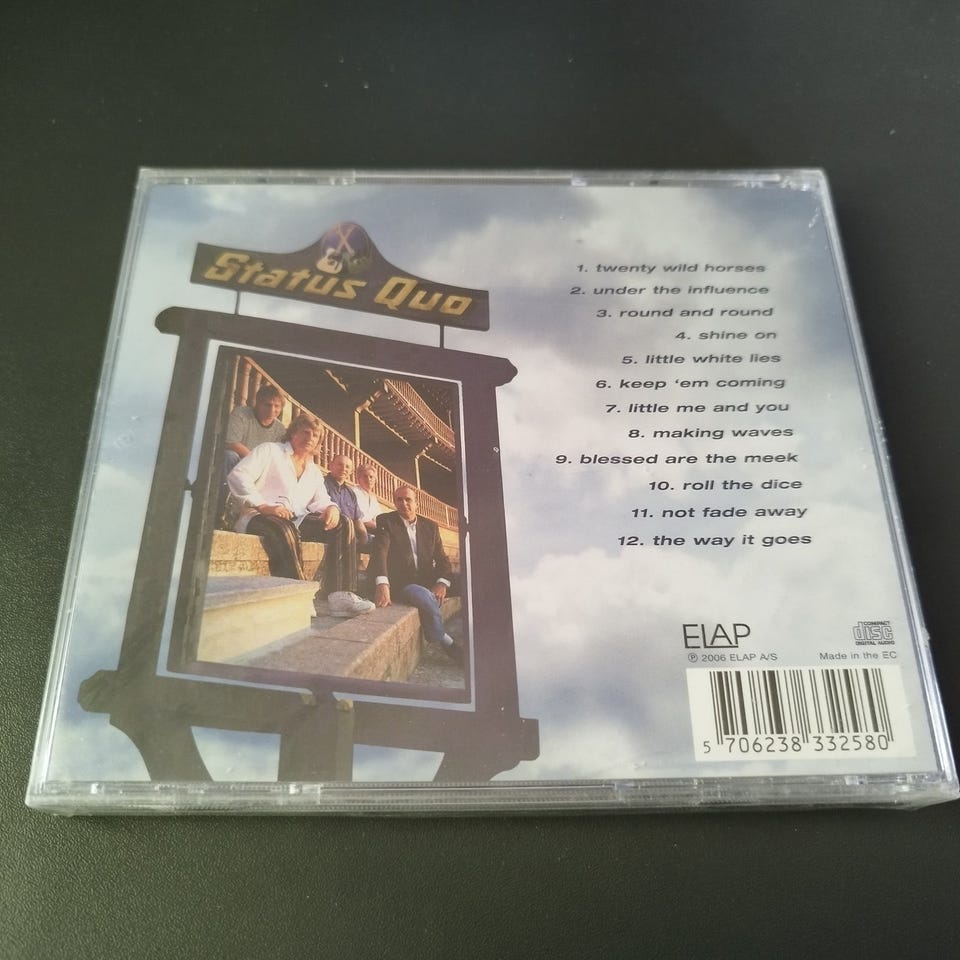 Status Quo
1. twenty wild horses
2. under the influence
3. round and round
4. shine on
5. little white lies
6. keep ‘em coming
7. little me and you
8. making waves
9. blessed are the meek
10. roll the dice
11. not fade away
12. the way it goes
ELAP
℗ 2006 ELAP A/S
COMPACT
disc
DIGITAL AUDIO
Made in the EC
5 706238 332580